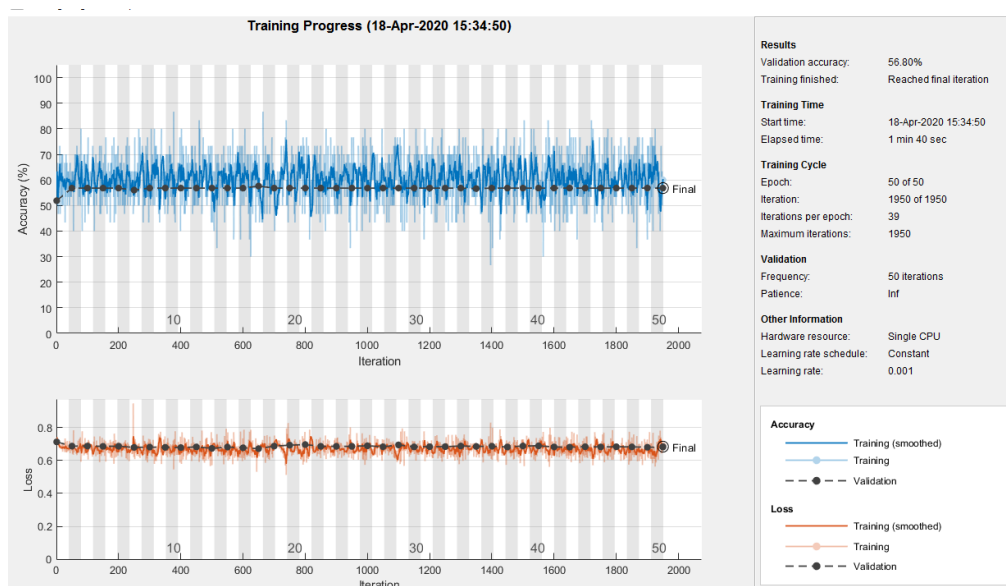 Training Progress (18-Apr-2020 15:34:50)
Accuracy (%)
100
90
80
70
60
50
40
30
20
10
0
Final
10
20
30
40
50
0
200
400
600
800
1000
1200
1400
1600
1800
2000
Iteration
Loss
0.8
0.6
0.4
0.2
0
Final
10
20
30
40
50
0
200
400
600
800
1000
1200
1400
1600
1800
2000
Iteration
Results
Validation accuracy: 56.80%
Training finished: Reached final iteration
Training Time
Start time: 18-Apr-2020 15:34:50
Elapsed time: 1 min 40 sec
Training Cycle
Epoch: 50 of 50
Iteration: 1950 of 1950
Iterations per epoch: 39
Maximum iterations: 1950
Validation
Frequency: 50 iterations
Patience: Inf
Other Information
Hardware resource: Single CPU
Learning rate schedule: Constant
Learning rate: 0.001
Accuracy
Training (smoothed)
Training
Validation
Loss
Training (smoothed)
Training
Validation